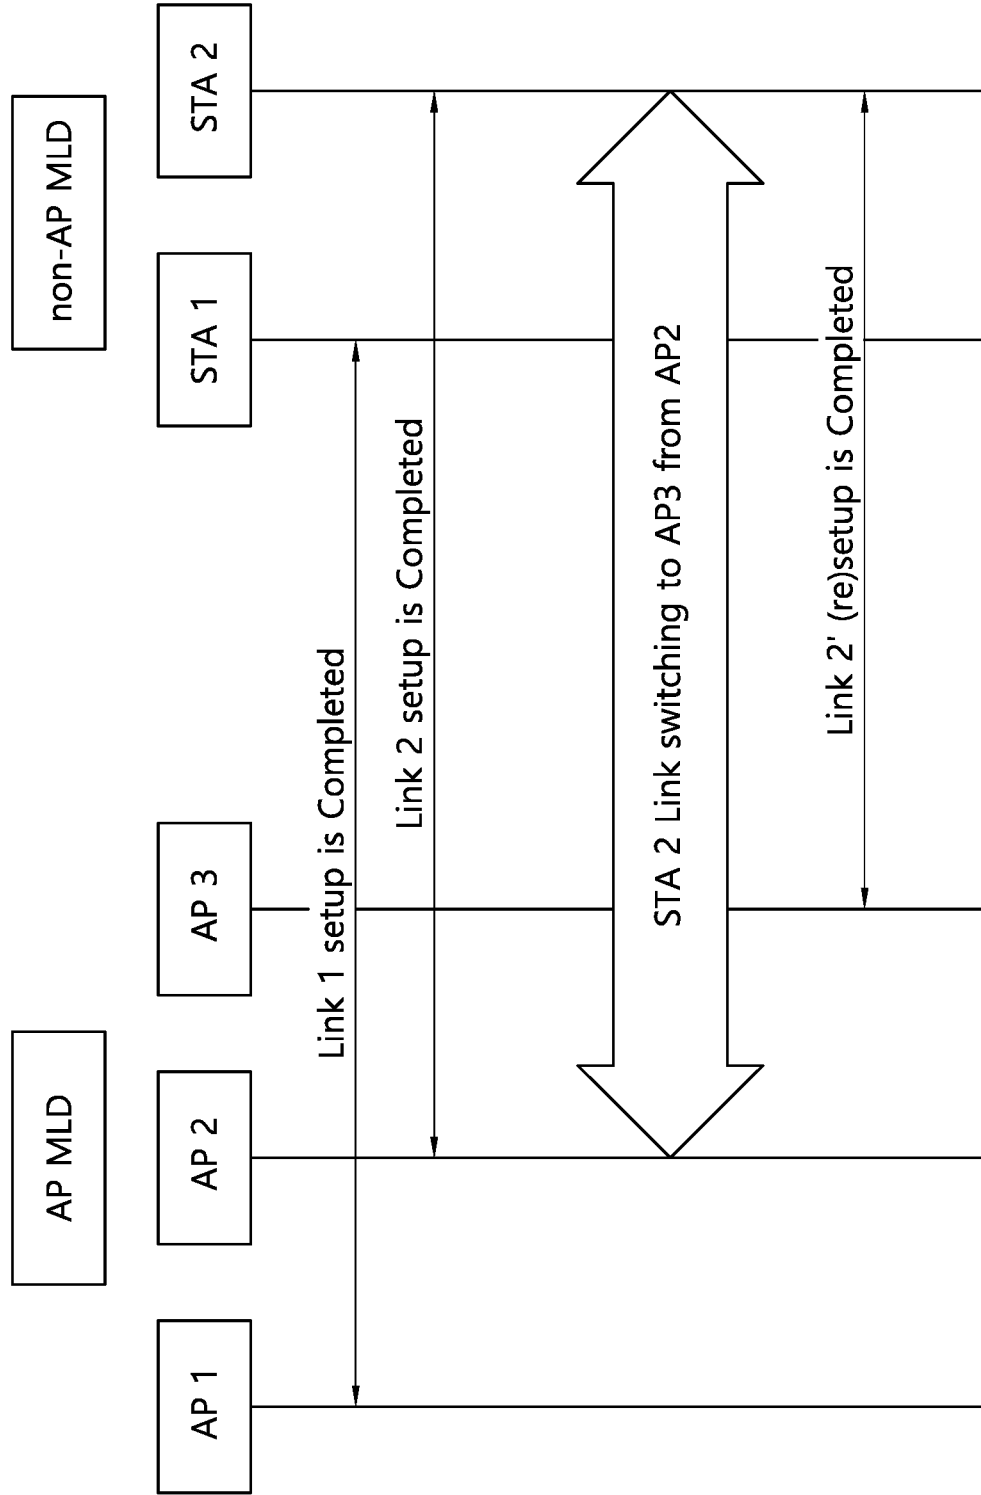 AP MLD
non-AP MLD
AP 1
AP 2
AP 3
STA 1
STA 2
Link 1 setup is Completed
Link 2 setup is Completed
STA 2 Link switching to AP3 from AP2
Link 2' (re)setup is Completed